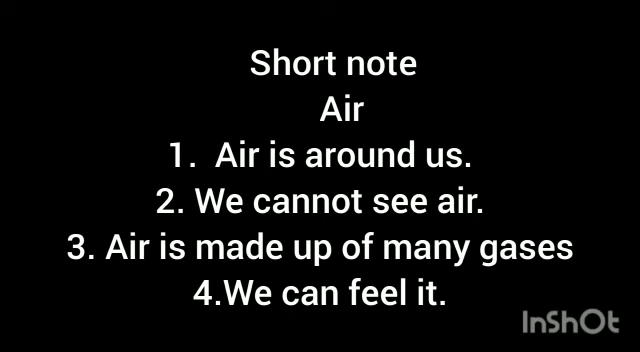 Short note
Air
1.  Air is around us.
2. We cannot see air.
3. Air is made up of many gases
4.We can feel it.
InShOt